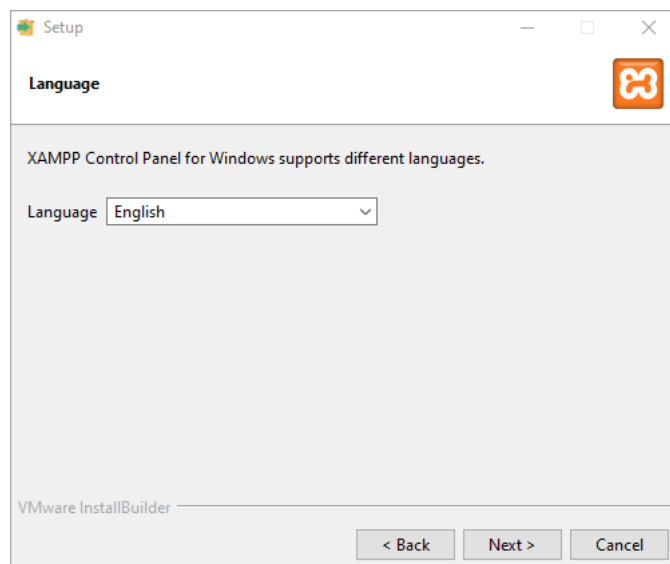 Setup
Language
XAMPP Control Panel for Windows supports different languages.
Language English
VMware InstallBuilder
< Back Next > Cancel